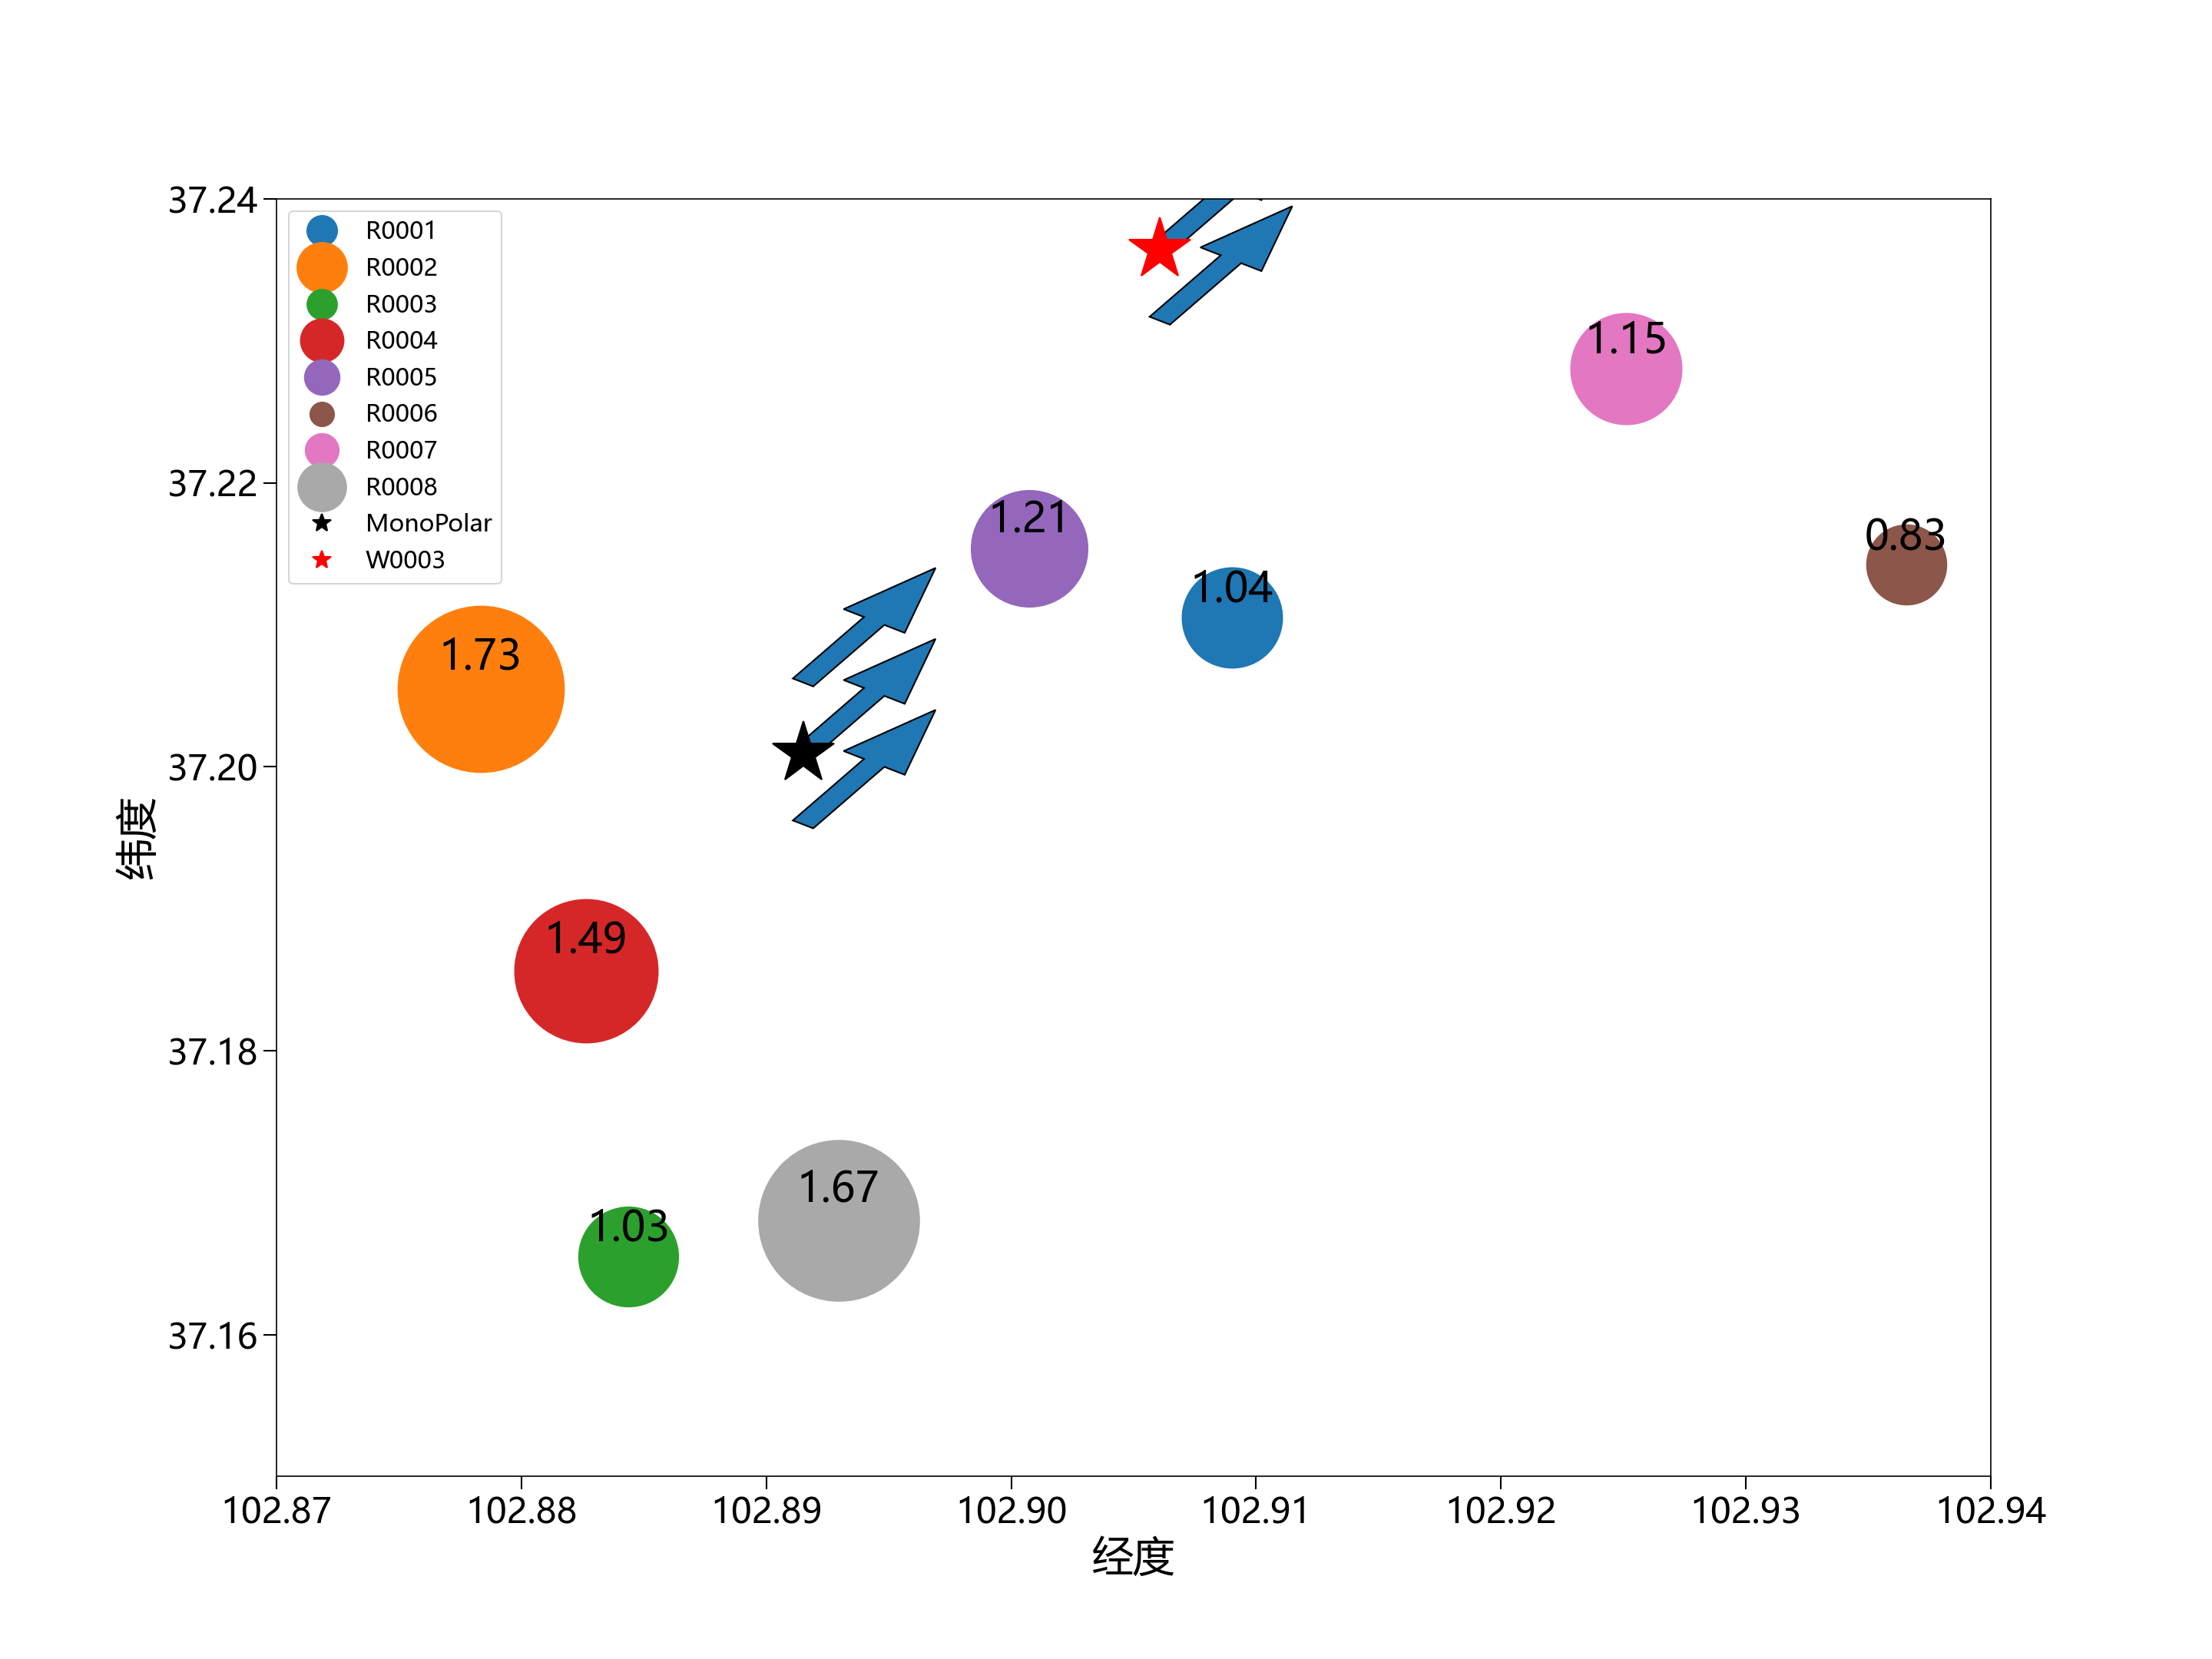 37.24
37.22
37.20
37.18
37.16
纬度
R0001
R0002
R0003
R0004
R0005
R0006
R0007
R0008
MonoPolar
W0003
1.15
1.21
0.83
1.04
1.73
1.49
1.67
1.03
102.87 102.88 102.89 102.90 102.91 102.92 102.93 102.94
经度